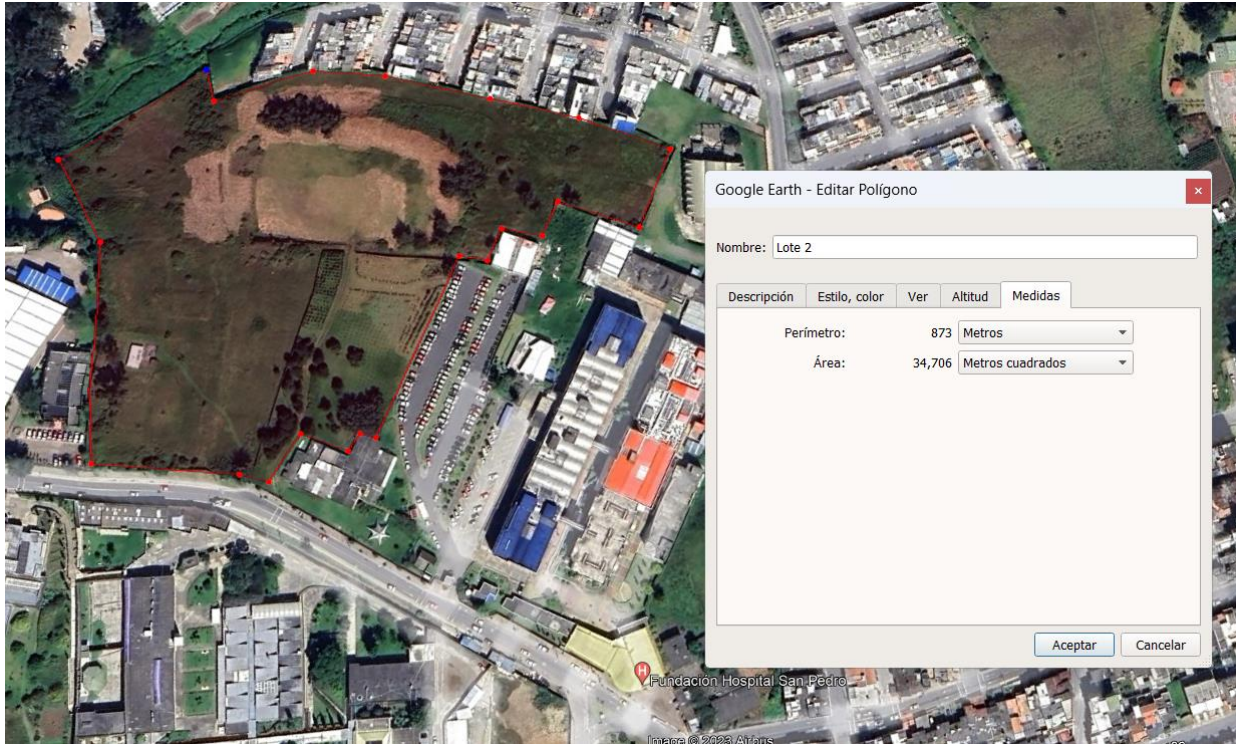 Google Earth - Editar Polígono
×
Nombre: Lote 2
Descripción Estilo, color Ver Altitud Medidas
Perímetro: 873 Metros
Área: 34,706 Metros cuadrados
Aceptar Cancelar
H
Fundación Hospital San Pedro
Image © 2023 Airbus